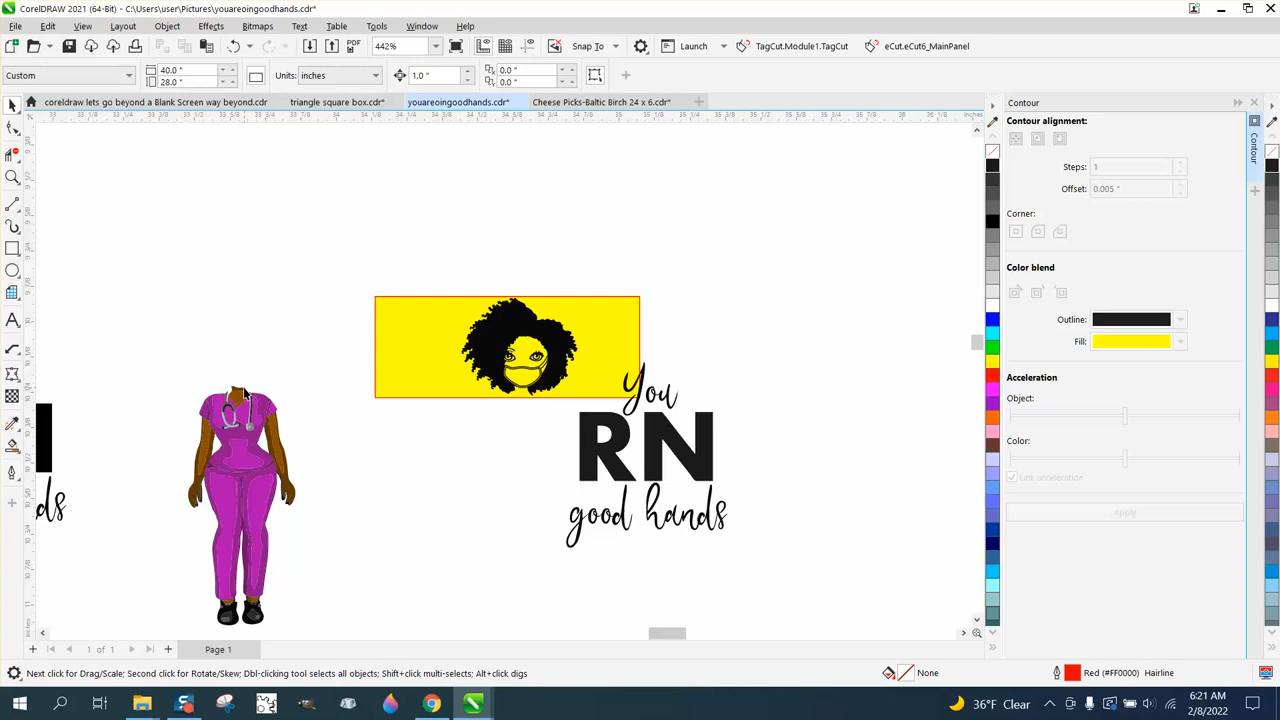 CorelDRAW 2021 (64-Bit) - C:\Users\user\Pictures\youareoingoodhands.cdr*
File Edit View Layout Object Effects Bitmaps Text Table Tools Window Help
442% Snap To Launch TagCut.Module1.TagCut eCut.eCut6_MainPanel
Custom 40.0 " 28.0 " Units: inches 1.0 " 0.0 " 0.0 "
coreldraw lets go beyond a Blank Screen way beyond.cdr triangle square box.cdr* youareoingoodhands.cdr* Cheese Picks-Baltic Birch 24 x 6.cdr*
Contour
Contour alignment:
Steps: 1
Offset: 0.005 "
Corner:
Color blend
Outline:
Fill:
Acceleration
Object:
Color:
Link acceleration
Apply
Contour
inches
inches
You
RN
good hands
ds
1 of 1 Page 1
Next click for Drag/Scale; Second click for Rotate/Skew; Dbl-clicking tool selects all objects; Shift+click multi-selects; Alt+click digs
None Red (#FF0000) Hairline
36°F Clear
6:21 AM
2/8/2022